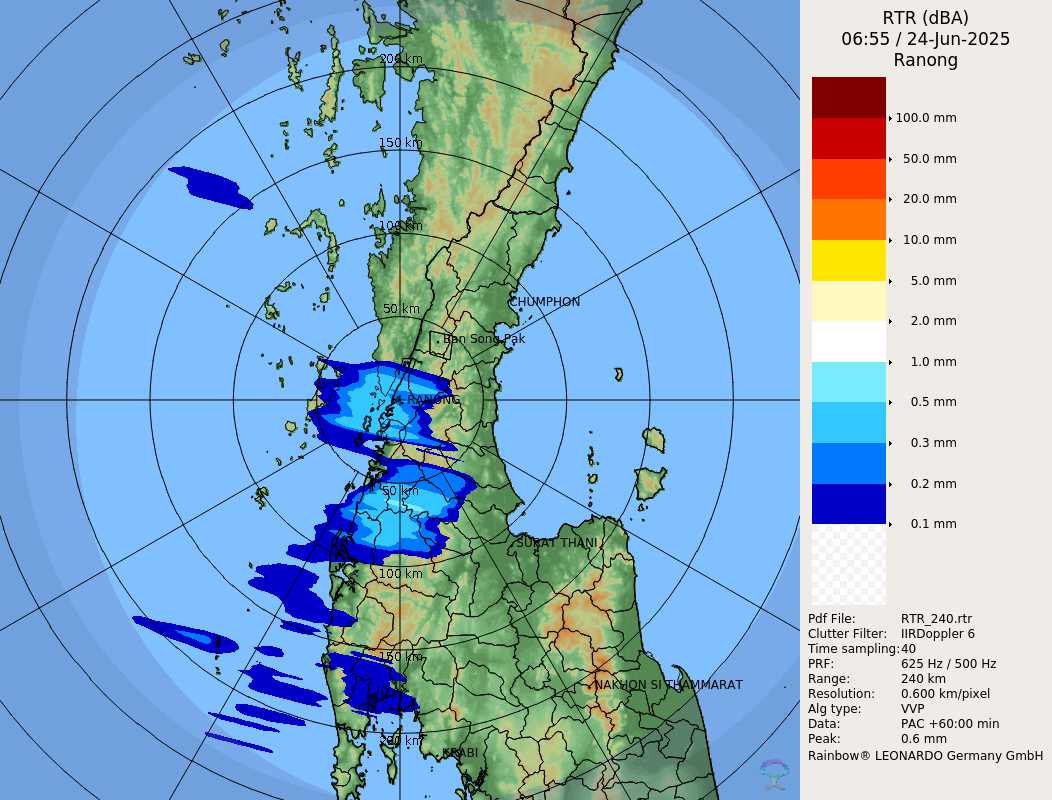 RTR (dBA)
06:55 / 24-Jun-2025
Ranong
200 km
150 km
100 km
50 km
CHUMPHON
Ban Song Pak
RANONG
50 km
SURAT THANI
100 km
150 km
NAKHON SI THAMMARAT
200 km
KRABI
100.0 mm
50.0 mm
20.0 mm
10.0 mm
5.0 mm
2.0 mm
1.0 mm
0.5 mm
0.3 mm
0.2 mm
0.1 mm
Pdf File: RTR_240.rtr
Clutter Filter: IIRDoppler 6
Time sampling:40
PRF: 625 Hz / 500 Hz
Range: 240 km
Resolution: 0.600 km/pixel
Alg type: VVP
Data: PAC +60:00 min
Peak: 0.6 mm
Rainbow® LEONARDO Germany GmbH